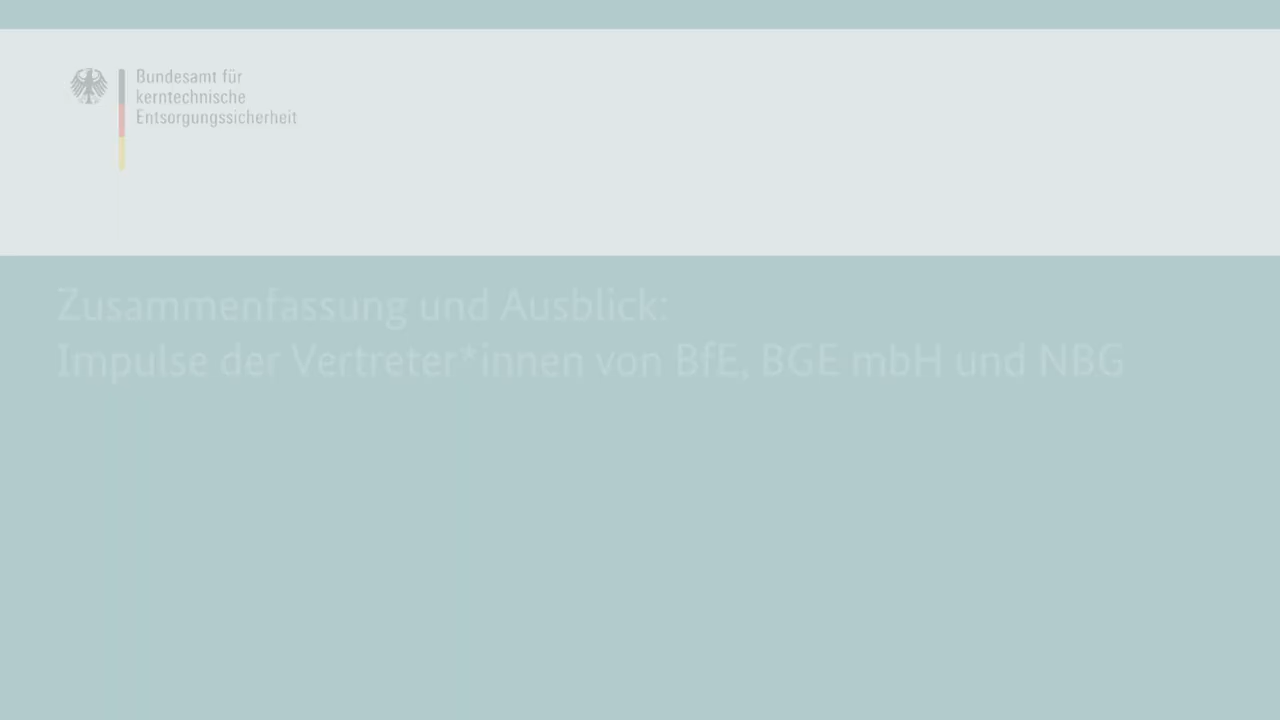 Bundesamt für
kerntechnische
Entsorgungssicherheit
Zusammenfassung und Ausblick:
Impulse der Vertreter*innen von BfE, BGE mbH und NBG